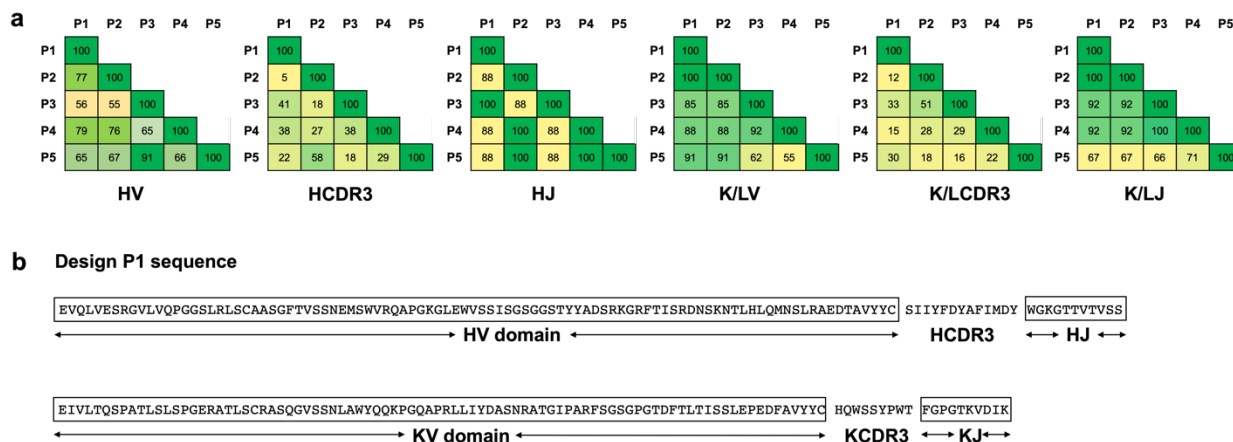 a
P1 P2 P3 P4 P5 P1 P2 P3 P4 P5 P1 P2 P3 P4 P5 P1 P2 P3 P4 P5 P1 P2 P3 P4 P5 P1 P2 P3 P4 P5
P1 100 P1 100 P1 100 P1 100 P1 100 P1 100
P2 77 100 P2 5 100 P2 88 100 P2 100 100 P2 12 100 P2 100 100
P3 56 55 100 P3 41 18 100 P3 100 88 100 P3 85 85 100 P3 33 51 100 P3 92 92 100
P4 79 76 65 100 P4 38 27 38 100 P4 88 100 88 100 P4 88 88 92 100 P4 15 28 29 100 P4 92 92 100 100
P5 65 67 91 66 100 P5 22 58 18 29 100 P5 88 100 88 100 100 P5 91 91 62 55 100 P5 30 18 16 22 100 P5 67 67 66 71 100
HV HCDR3 HJ K/LV K/LCDR3 K/LJ
b Design P1 sequence
EVQLVESRGVLVQPGGSLRLSCAASGFTVSSNEMSWVRQAPGKGLEWVSSISGSGGSTYYADSRKGRFTISRDNSKNTLHLQMNSLRAEDTAVYYC SIIYFDYAFIMDY WGKGTTVTVSS
HV domain HCDR3 HJ
EIVLTQSPATLSLSPGERATLSCRASQGVSSNLAWYQQKPGQAPRLLIYDASNRATGIPARFSGSGPGTDFTLTISSLEPEDFAVYYC HQWSSYPWT FGPGTKVDIK
KV domain KCDR3 KJ